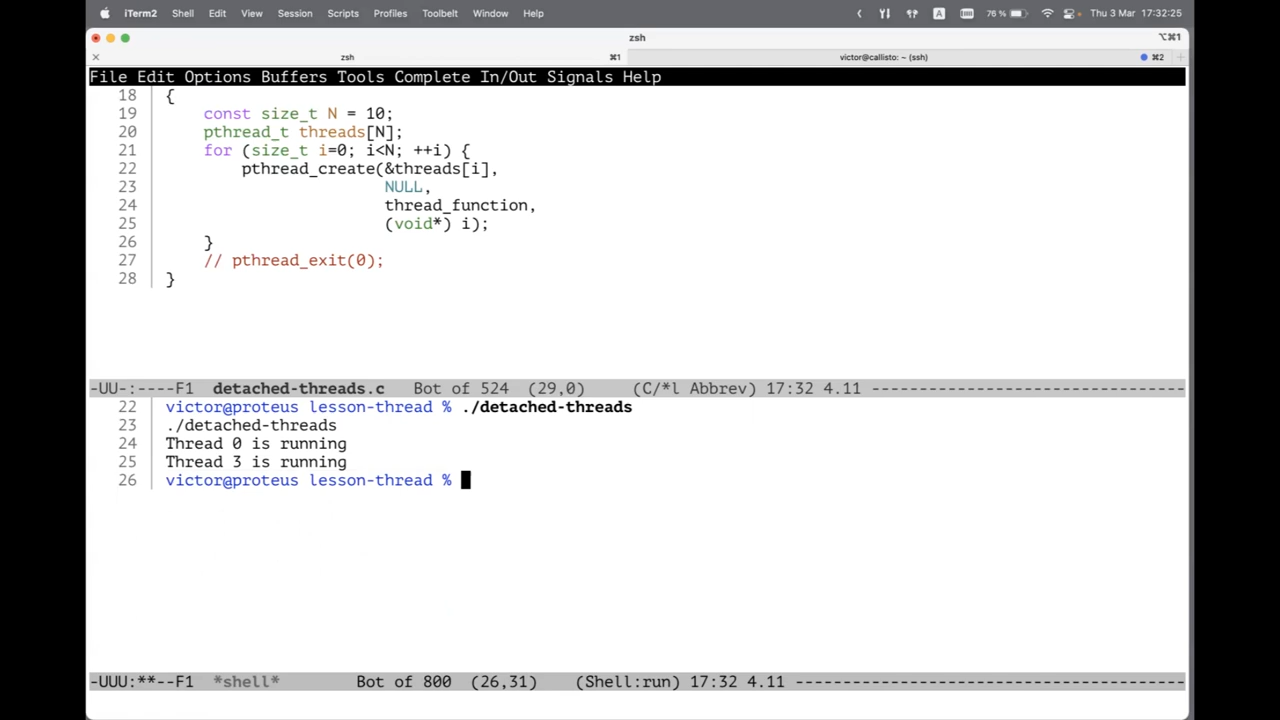 iTerm2 Shell Edit View Session Scripts Profiles Toolbelt Window Help A 76 % Thu 3 Mar 17:32:25
zsh ⌥⌘1
zsh ⌘1 victor@callisto: ~ (ssh) ⌘2
File Edit Options Buffers Tools Complete In/Out Signals Help
18 {
19 const size_t N = 10;
20 pthread_t threads[N];
21 for (size_t i=0; i<N; ++i) {
22 pthread_create(&threads[i],
23 NULL,
24 thread_function,
25 (void*) i);
26 }
27 // pthread_exit(0);
28 }
-UU-:----F1 detached-threads.c Bot of 524 (29,0) (C/*l Abbrev) 17:32 4.11 ---------------------------------
22 victor@proteus lesson-thread % ./detached-threads
23 ./detached-threads
24 Thread 0 is running
25 Thread 3 is running
26 victor@proteus lesson-thread %
-UUU:**--F1 *shell* Bot of 800 (26,31) (Shell:run) 17:32 4.11 -----------------------------------------